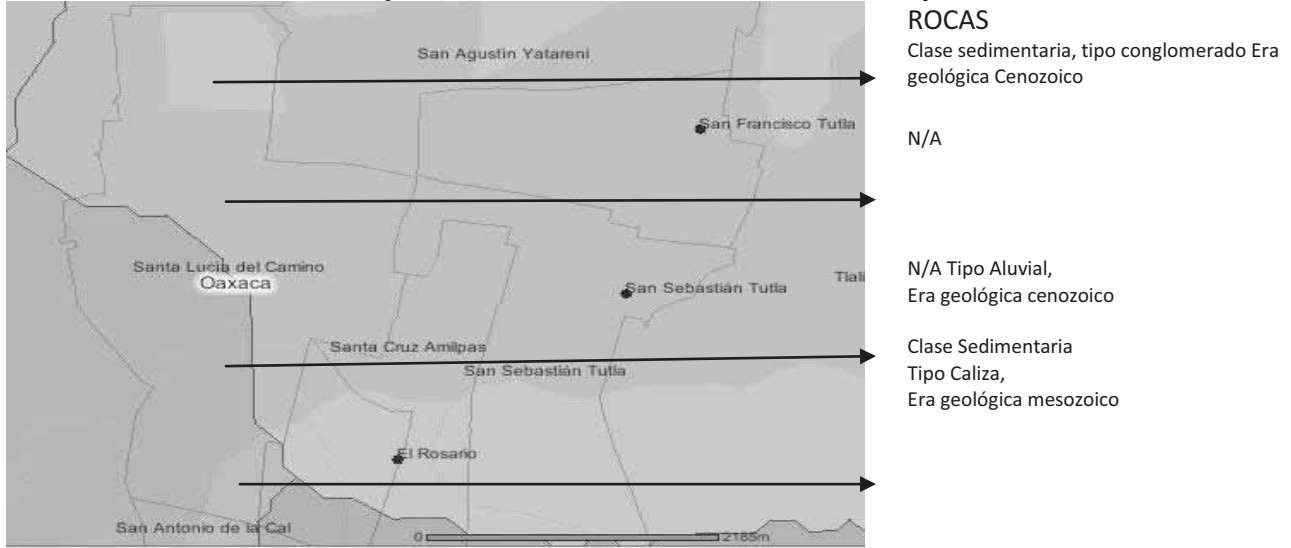 ROCAS
Clase sedimentaria, tipo conglomerado Era
geológica Cenozoico
N/A
N/A Tipo Aluvial,
Era geológica cenozoico
Clase Sedimentaria
Tipo Caliza,
Era geológica mesozoico
San Agustin Yatareni
San Francisco Tutla
Santa Lucia del Camino
Oaxaca
San Sebastián Tutla
Tlali
Santa Cruz Amilpas
San Sebastián Tutla
El Rosario
San Antonio de la Cal
0 2185m